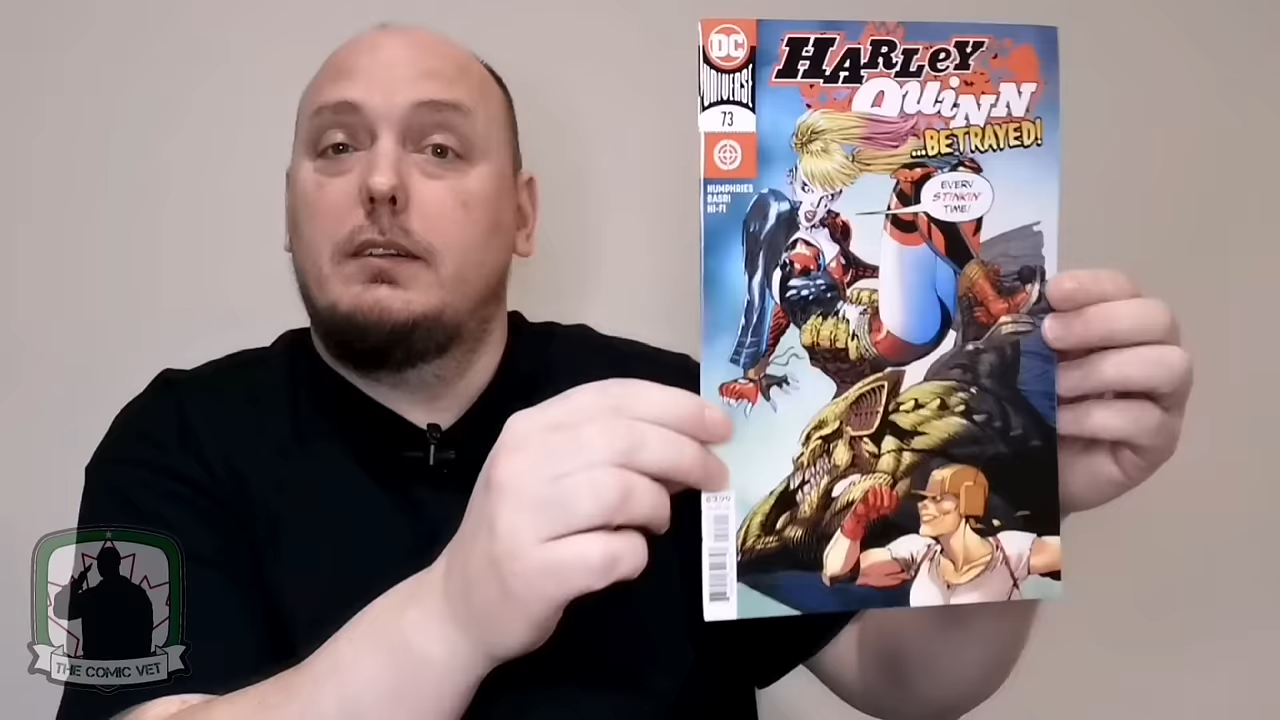 DC
UNIVERSE
73
HUMPHRIES
BASRI
HI-FI
HARLEY
QUINN
...BETRAYED!
EVERY
STINKIN'
TIME!
THE COMIC VET